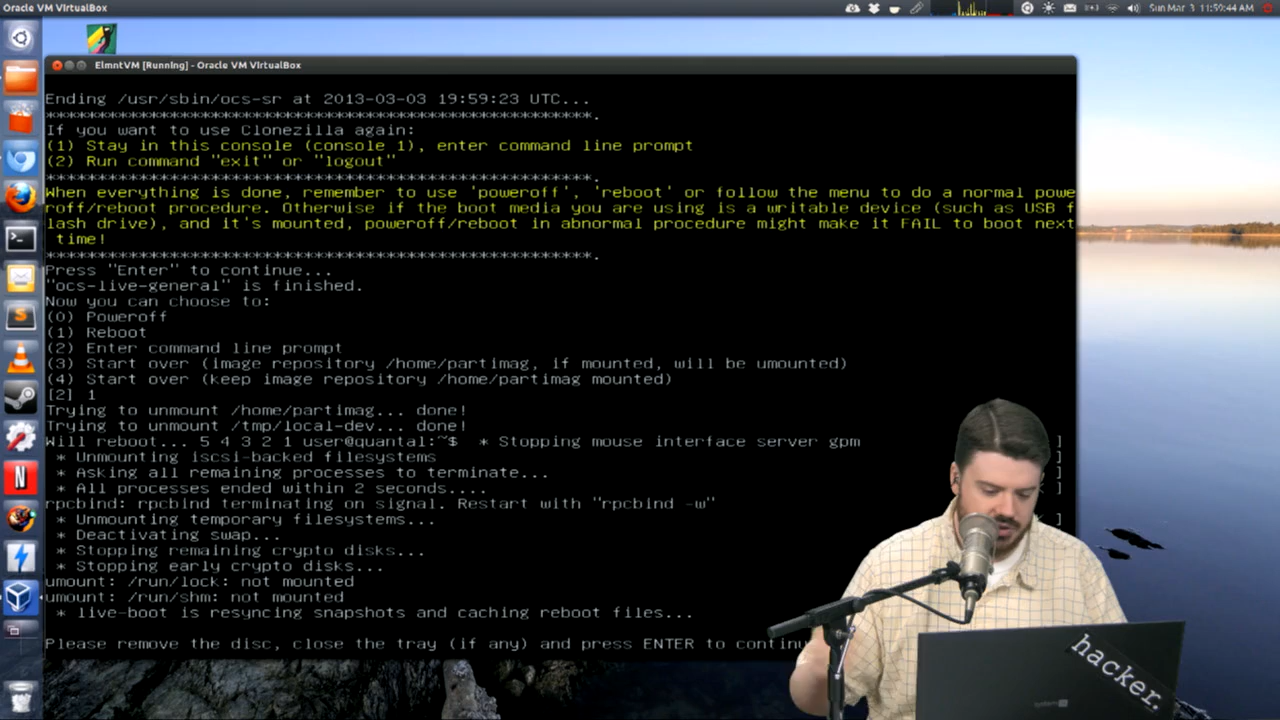 Oracle VM VirtualBox
Sun Mar 3 11:59:44 AM
ElmntVM [Running] - Oracle VM VirtualBox
Ending /usr/sbin/ocs-sr at 2013-03-03 19:59:23 UTC...
*****************************************************.
If you want to use Clonezilla again:
(1) Stay in this console (console 1), enter command line prompt
(2) Run command "exit" or "logout"
*****************************************************.
When everything is done, remember to use 'poweroff', 'reboot' or follow the menu to do a normal powe
roff/reboot procedure. Otherwise if the boot media you are using is a writable device (such as USB f
lash drive), and it's mounted, poweroff/reboot in abnormal procedure might make it FAIL to boot next
time!
*****************************************************.
Press "Enter" to continue...
"ocs-live-general" is finished.
Now you can choose to:
(0) Poweroff
(1) Reboot
(2) Enter command line prompt
(3) Start over (image repository /home/partimag, if mounted, will be umounted)
(4) Start over (keep image repository /home/partimag mounted)
[2] 1
Trying to unmount /home/partimag... done!
Trying to unmount /tmp/local-dev... done!
Will reboot... 5 4 3 2 1 user@quantal:~$  * Stopping mouse interface server gpm ]
* Unmounting iscsi-backed filesystems ]
* Asking all remaining processes to terminate... ]
* All processes ended within 2 seconds.... ]
rpcbind: rpcbind terminating on signal. Restart with "rpcbind -w"
* Unmounting temporary filesystems... ]
* Deactivating swap...
* Stopping remaining crypto disks...
* Stopping early crypto disks...
umount: /run/lock: not mounted
umount: /run/shm: not mounted
* live-boot is resyncing snapshots and caching reboot files...
Please remove the disc, close the tray (if any) and press ENTER to continu
hacker.